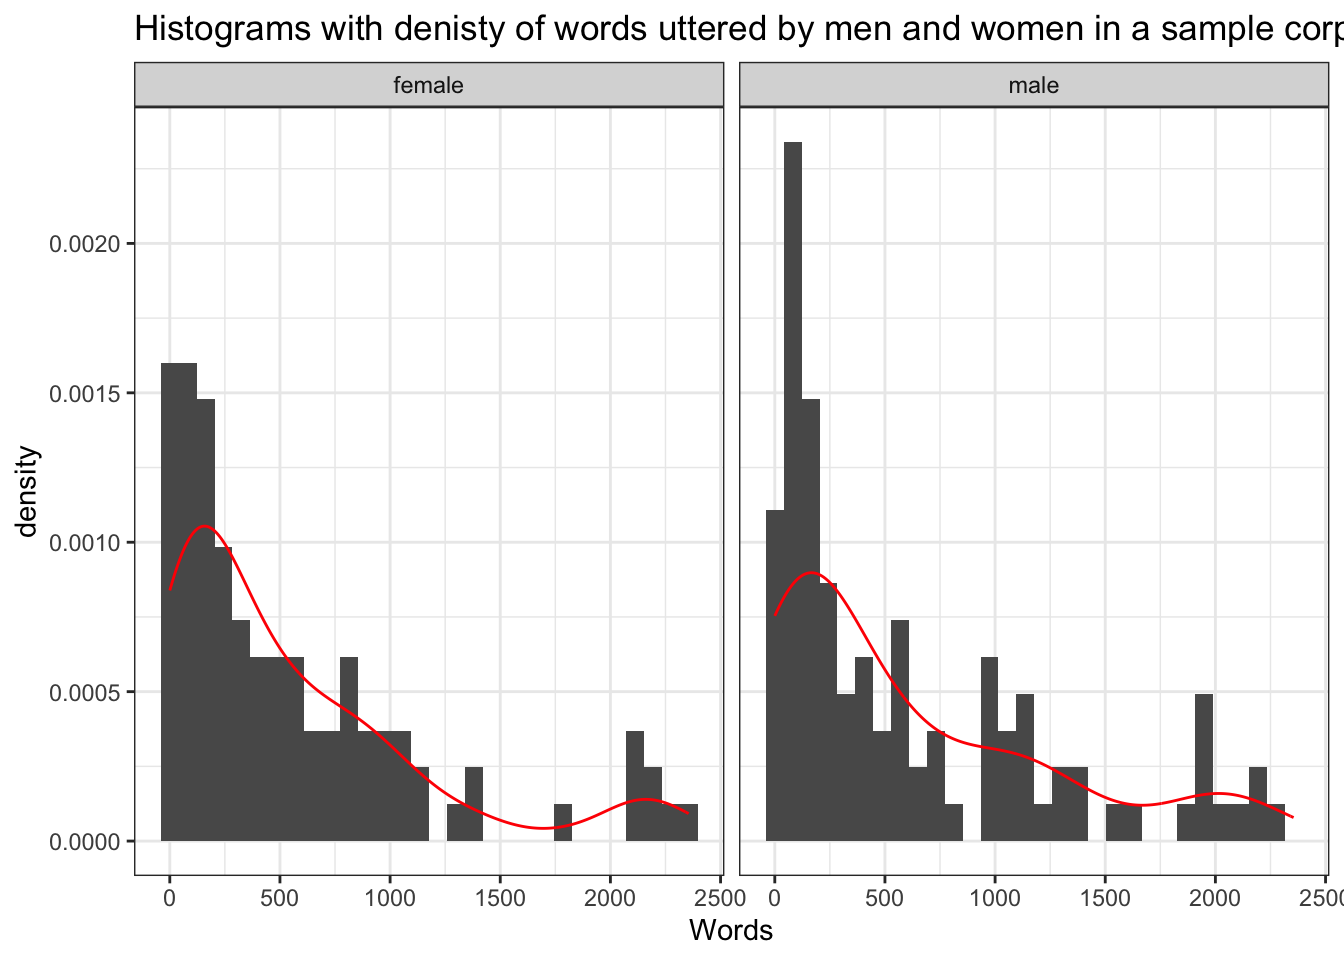 Histograms with denisty of words uttered by men and women in a sample corp
female
male
density
0.0020
0.0015
0.0010
0.0005
0.0000
0 500 1000 1500 2000 2500
0 500 1000 1500 2000 2500
Words